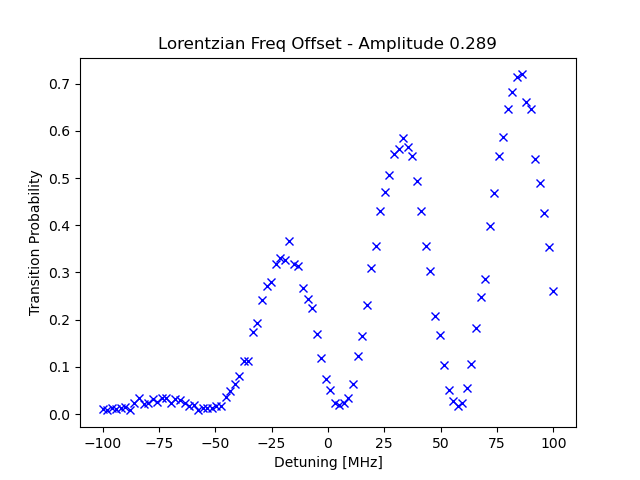 Lorentzian Freq Offset - Amplitude 0.289
0.7
0.6
0.5
0.4
0.3
0.2
0.1
0.0
Transition Probability
−100 −75 −50 −25 0 25 50 75 100
Detuning [MHz]